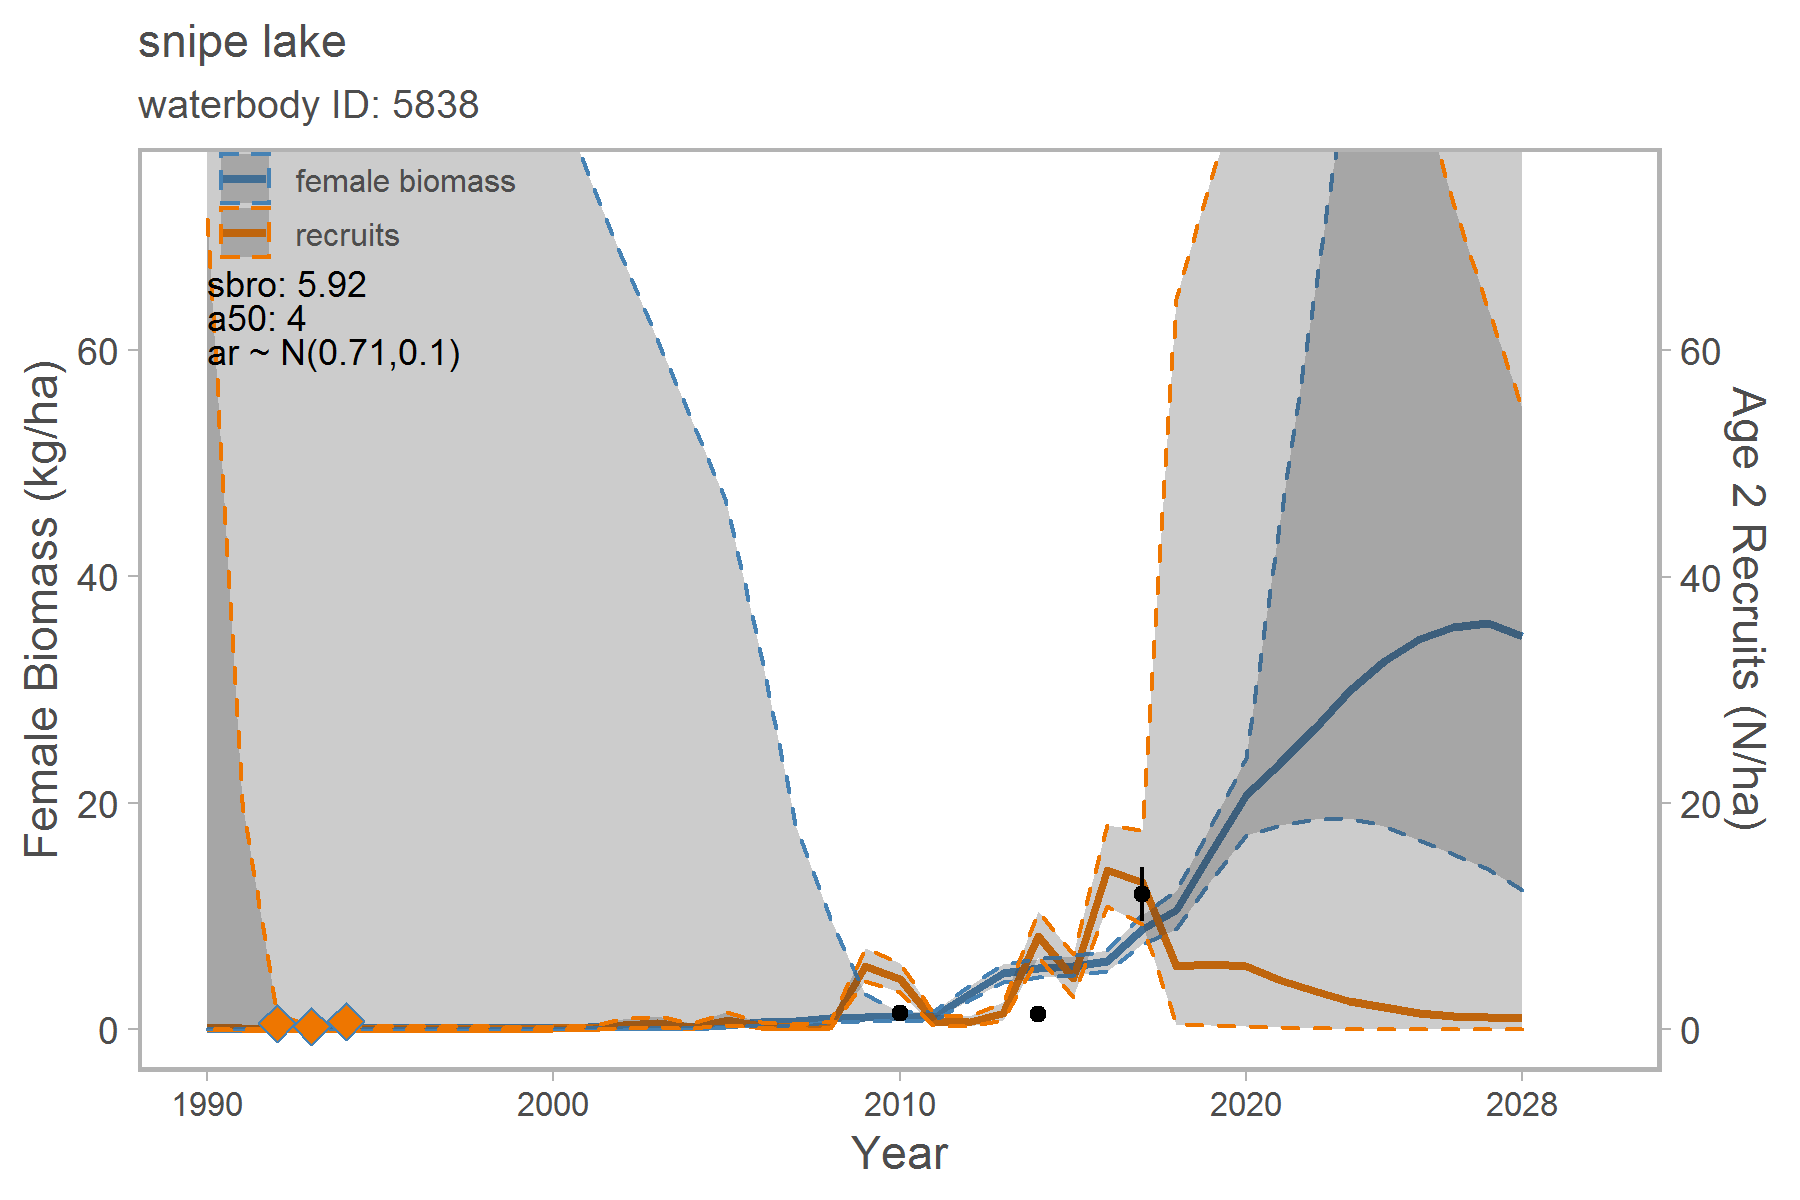 snipe lake
waterbody ID: 5838
female biomass
recruits
sbro: 5.92
a50: 4
ar ~ N(0.71,0.1)
Female Biomass (kg/ha)
60
40
20
0
60
40
20
0
Age 2 Recruits (N/ha)
1990
2000
2010
2020
2028
Year